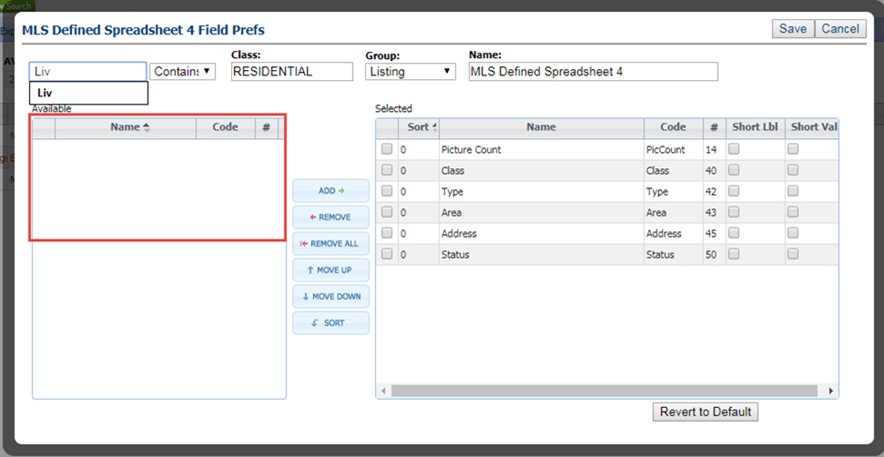 Search
MLS Defined Spreadsheet 4 Field Prefs
Save
Cancel
Class:
Group:
Name:
Liv
Contains
RESIDENTIAL
Listing
MLS Defined Spreadsheet 4
Liv
Available
Selected
Name
Code
#
Sort
Name
Code
#
Short Lbl
Short Val
0 Picture Count PicCount 14
0 Class Class 40
0 Type Type 42
0 Area Area 43
0 Address Address 45
0 Status Status 50
ADD
REMOVE
REMOVE ALL
MOVE UP
MOVE DOWN
SORT
Revert to Default